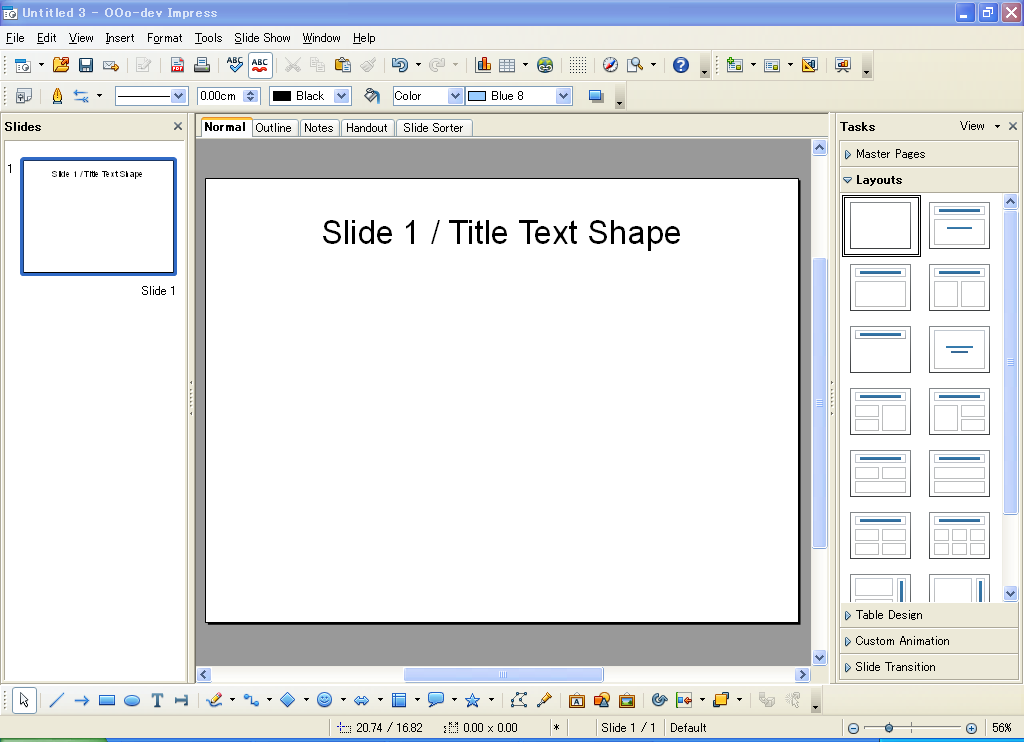 Untitled 3 - OOo-dev Impress
File Edit View Insert Format Tools Slide Show Window Help
ABC ABC
0.00cm Black Color Blue 8
Slides
Normal Outline Notes Handout Slide Sorter
Tasks View
1
Slide 1 / Title Text Shape
Slide 1
Slide 1 / Title Text Shape
Master Pages
Layouts
Table Design
Custom Animation
Slide Transition
T A
20.74 / 16.82 0.00 x 0.00 * Slide 1 / 1 Default 56%